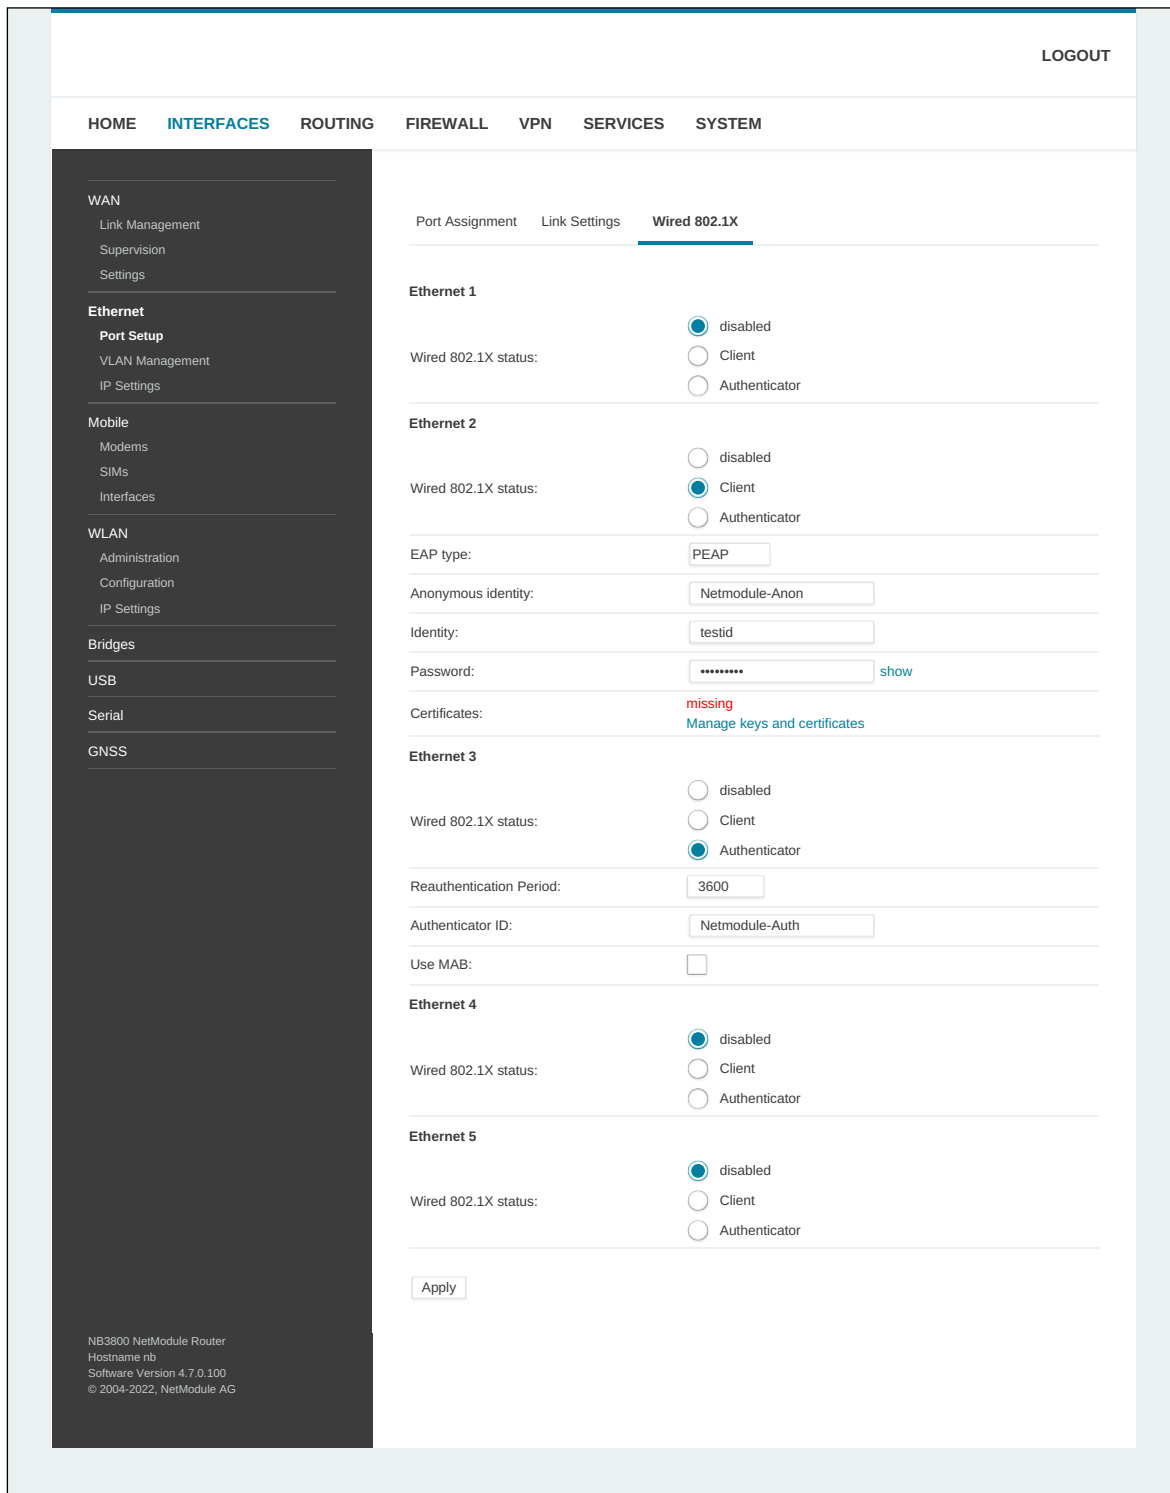 LOGOUT
HOME INTERFACES ROUTING FIREWALL VPN SERVICES SYSTEM
WAN
Link Management
Supervision
Settings
Ethernet
Port Setup
VLAN Management
IP Settings
Mobile
Modems
SIMs
Interfaces
WLAN
Administration
Configuration
IP Settings
Bridges
USB
Serial
GNSS
NB3800 NetModule Router
Hostname nb
Software Version 4.7.0.100
© 2004-2022, NetModule AG
Port Assignment Link Settings Wired 802.1X
Ethernet 1
Wired 802.1X status:
disabled
Client
Authenticator
Ethernet 2
Wired 802.1X status:
disabled
Client
Authenticator
EAP type: PEAP
Anonymous identity: Netmodule-Anon
Identity: testid
Password: ••••••••• show
Certificates:
missing
Manage keys and certificates
Ethernet 3
Wired 802.1X status:
disabled
Client
Authenticator
Reauthentication Period: 3600
Authenticator ID: Netmodule-Auth
Use MAB:
Ethernet 4
Wired 802.1X status:
disabled
Client
Authenticator
Ethernet 5
Wired 802.1X status:
disabled
Client
Authenticator
Apply